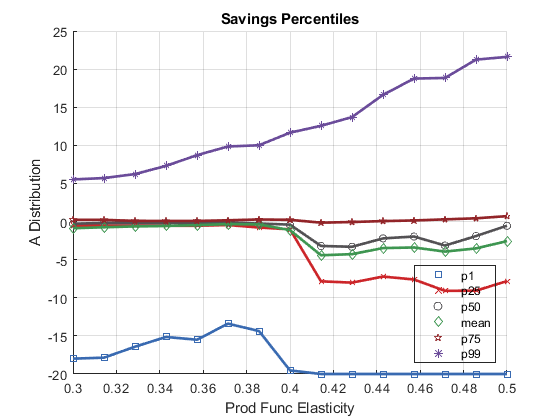 Savings Percentiles
25
20
15
10
5
0
-5
-10
-15
-20
A Distribution
p1
p25
p50
mean
p75
p99
0.3 0.32 0.34 0.36 0.38 0.4 0.42 0.44 0.46 0.48 0.5
Prod Func Elasticity